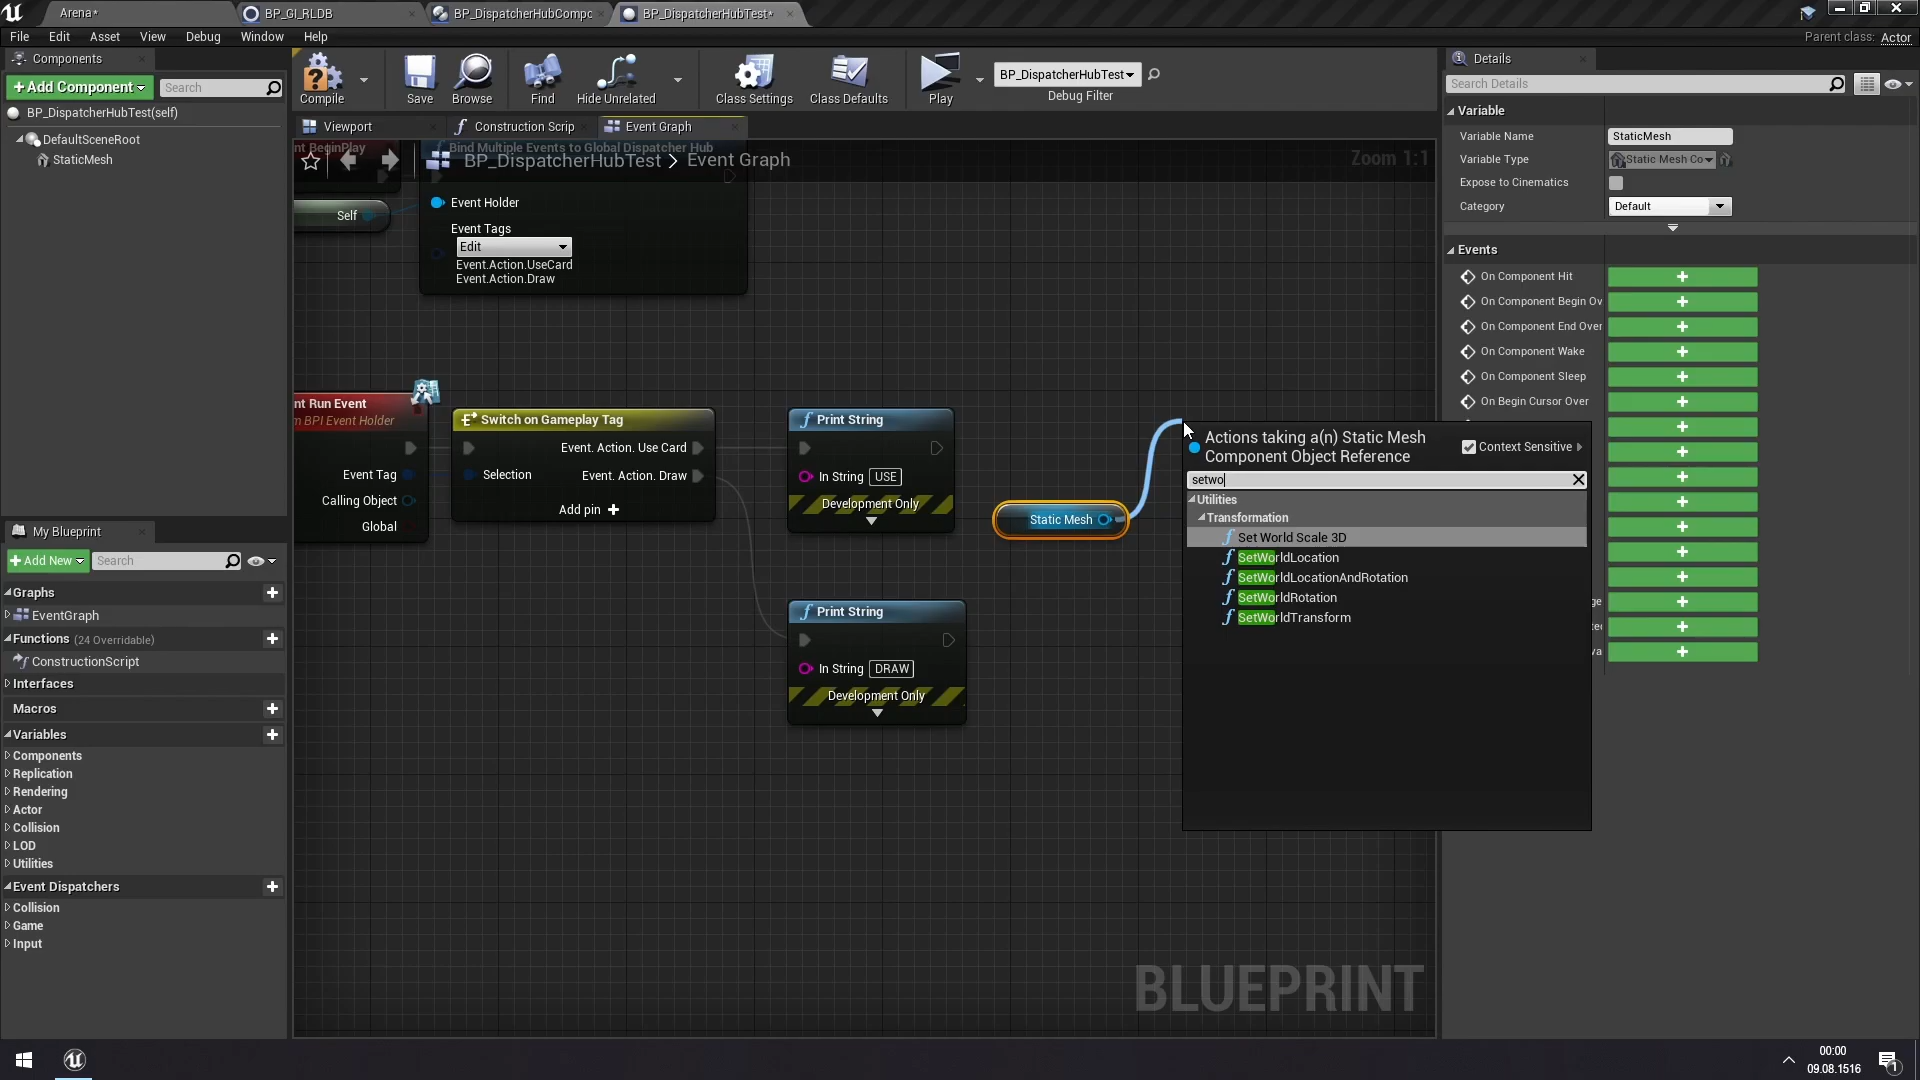 Arena*
BP_GI_RLDB
BP_DispatcherHubCompc
BP_DispatcherHubTest*
File Edit Asset View Debug Window Help
Parent class: Actor
Components
Add Component
Search
BP_DispatcherHubTest(self)
DefaultSceneRoot
StaticMesh
Compile
Save
Browse
Find
Hide Unrelated
Class Settings
Class Defaults
Play
BP_DispatcherHubTest
Debug Filter
Viewport
Construction Scrip
Event Graph
nt BeginPlay
Bind Multiple Events to Global Dispatcher Hub
BP_DispatcherHubTest > Event Graph
Zoom 1:1
Self
Event Holder
Event Tags
Edit
Event.Action.UseCard
Event.Action.Draw
nt Run Event
m BPI Event Holder
Event Tag
Calling Object
Global
Switch on Gameplay Tag
Event. Action. Use Card
Selection
Event. Action. Draw
Add pin
Print String
In String USE
Development Only
Print String
In String DRAW
Development Only
Static Mesh
Actions taking a(n) Static Mesh
Component Object Reference
Context Sensitive
setwo
Utilities
Transformation
Set World Scale 3D
SetWorldLocation
SetWorldLocationAndRotation
SetWorldRotation
SetWorldTransform
BLUEPRINT
My Blueprint
Add New
Search
Graphs
EventGraph
Functions (24 Overridable)
ConstructionScript
Interfaces
Macros
Variables
Components
Replication
Rendering
Actor
Collision
LOD
Utilities
Event Dispatchers
Collision
Game
Input
Details
Search Details
Variable
Variable Name StaticMesh
Variable Type Static Mesh Co
Expose to Cinematics
Category Default
Events
On Component Hit
On Component Begin Ov
On Component End Over
On Component Wake
On Component Sleep
On Begin Cursor Over
ge
te
va
00:00
09.08.1516
1